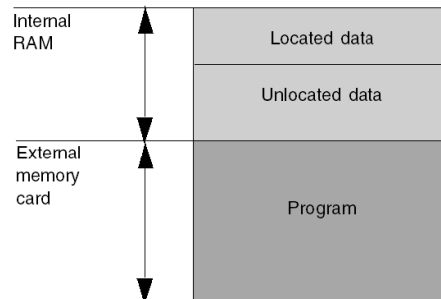 Internal
RAM
Located data
Unlocated data
External
memory
card
Program